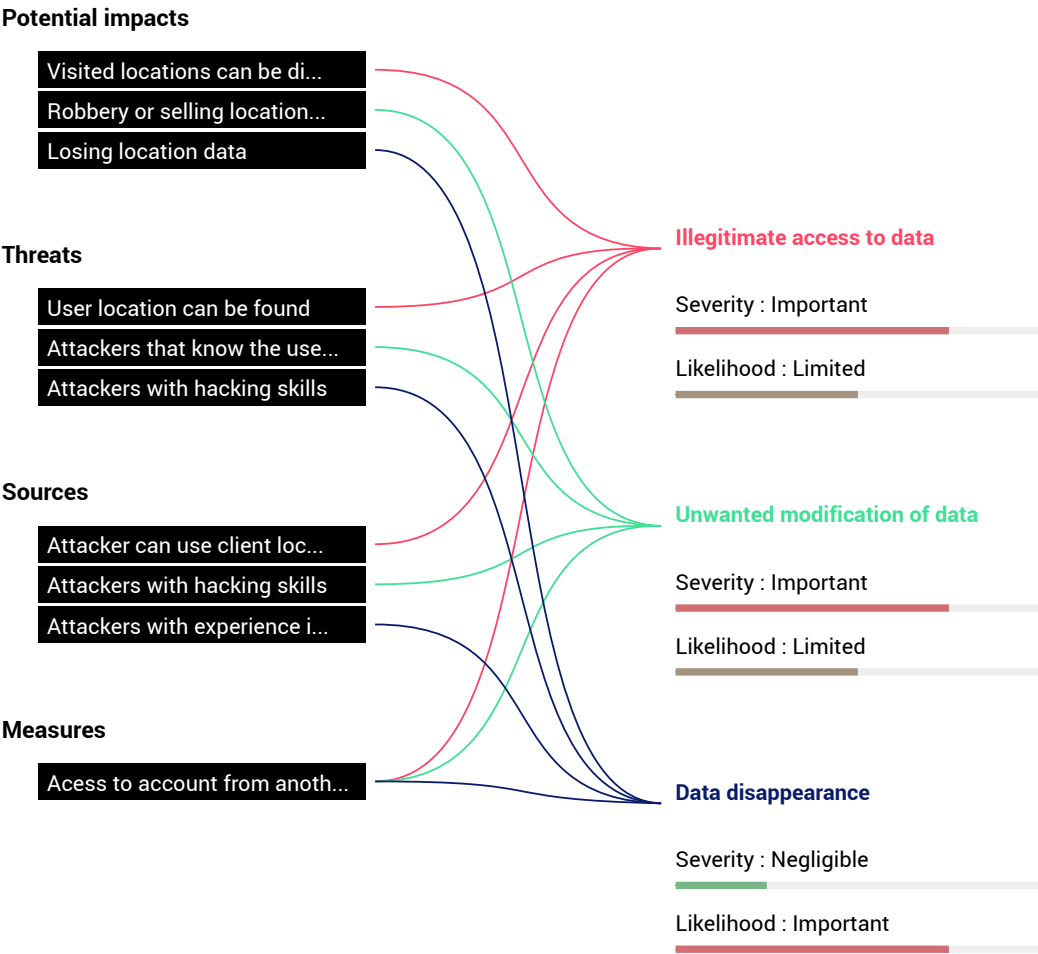 Potential impacts
Visited locations can be di...
Robbery or selling location...
Losing location data
Threats
User location can be found
Attackers that know the use...
Attackers with hacking skills
Sources
Attacker can use client loc...
Attackers with hacking skills
Attackers with experience i...
Measures
Acess to account from anoth...
Illegitimate access to data
Severity : Important
Likelihood : Limited
Unwanted modification of data
Severity : Important
Likelihood : Limited
Data disappearance
Severity : Negligible
Likelihood : Important